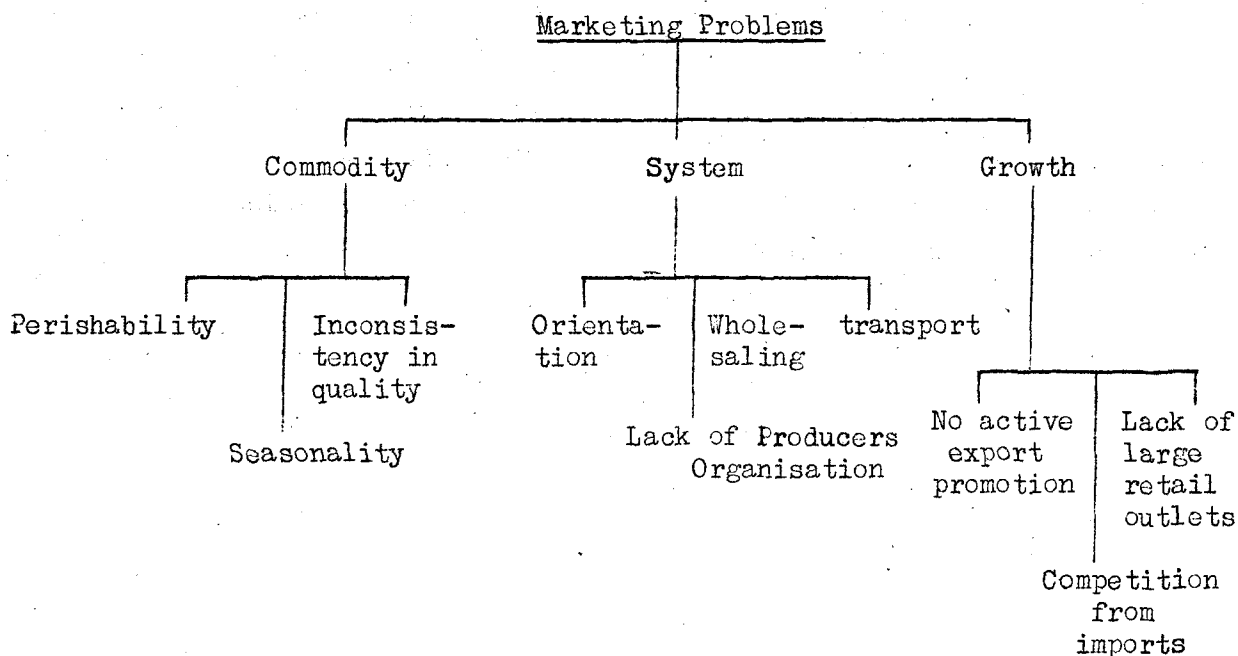 Marketing Problems
Commodity System Growth
Perishability Inconsis- Orienta- Whole- transport
tency in tion saling
quality
Seasonality
Lack of Producers
Organisation
No active Lack of
export large
promotion retail
outlets
Competition
from
imports